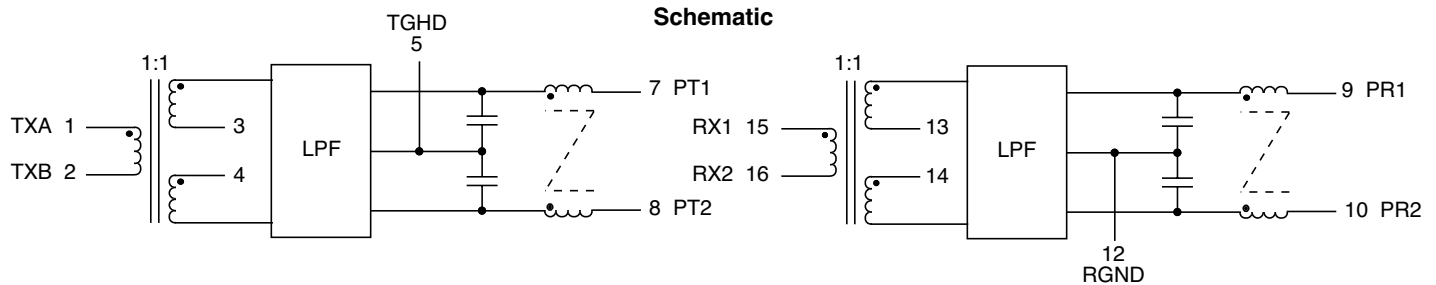 Schematic
TGHD
5
1:1
TXA 1
TXB 2
3
4
LPF
7 PT1
8 PT2
1:1
RX1 15
RX2 16
13
14
LPF
9 PR1
10 PR2
12
RGND